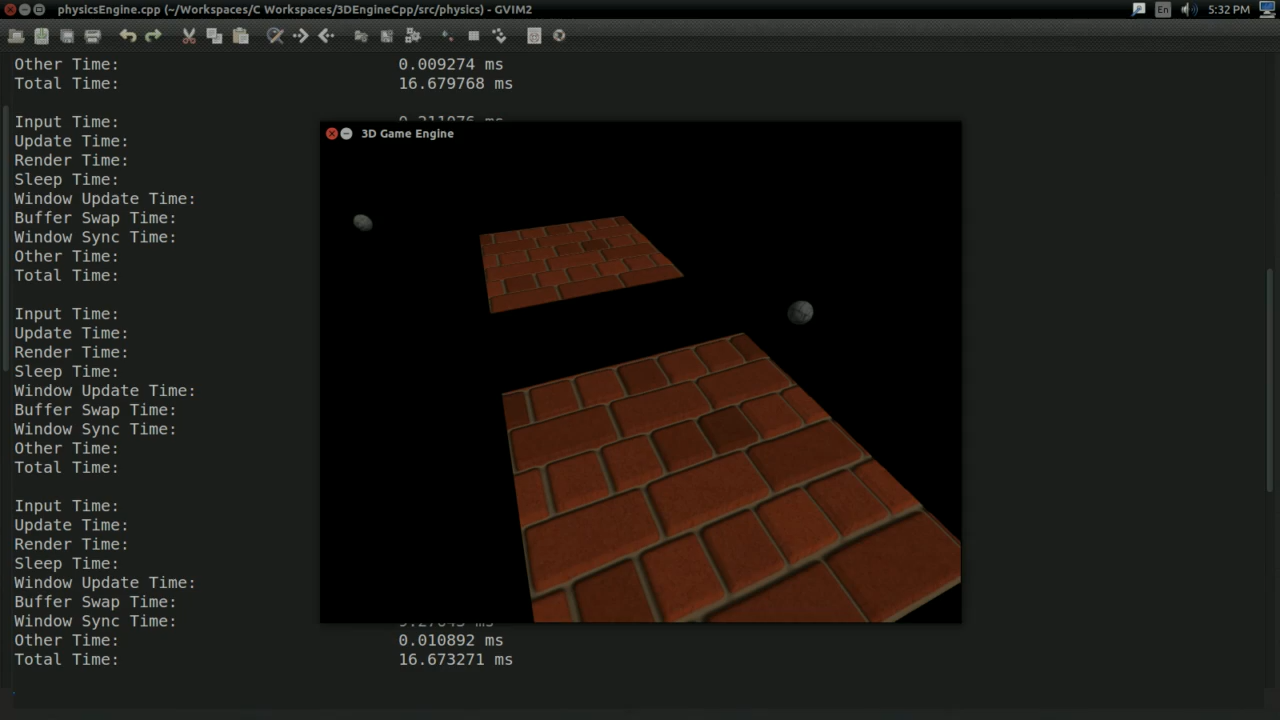 physicsEngine.cpp (~/Workspaces/C Workspaces/3DEngineCpp/src/physics) - GVIM2
En
5:32 PM
Other Time: 0.009274 ms
Total Time: 16.679768 ms
Input Time: 0.211076 ms
3D Game Engine
Update Time:
Render Time:
Sleep Time:
Window Update Time:
Buffer Swap Time:
Window Sync Time:
Other Time:
Total Time:
Input Time:
Update Time:
Render Time:
Sleep Time:
Window Update Time:
Buffer Swap Time:
Window Sync Time:
Other Time:
Total Time:
Input Time:
Update Time:
Render Time:
Sleep Time:
Window Update Time:
Buffer Swap Time:
Window Sync Time:
Other Time: 0.010892 ms
Total Time: 16.673271 ms